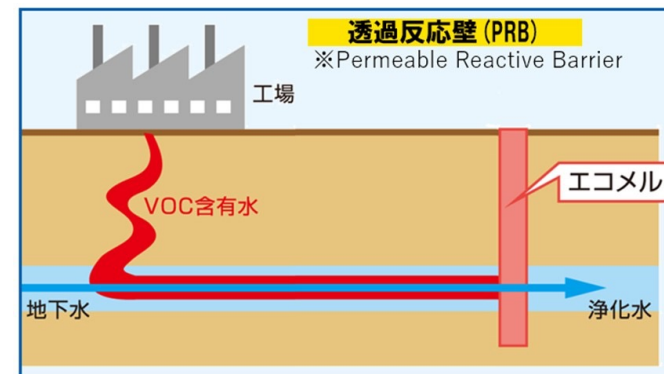 透過反応壁(PRB)
※Permeable Reactive Barrier
工場
エコメル
VOC含有水
地下水
浄化水